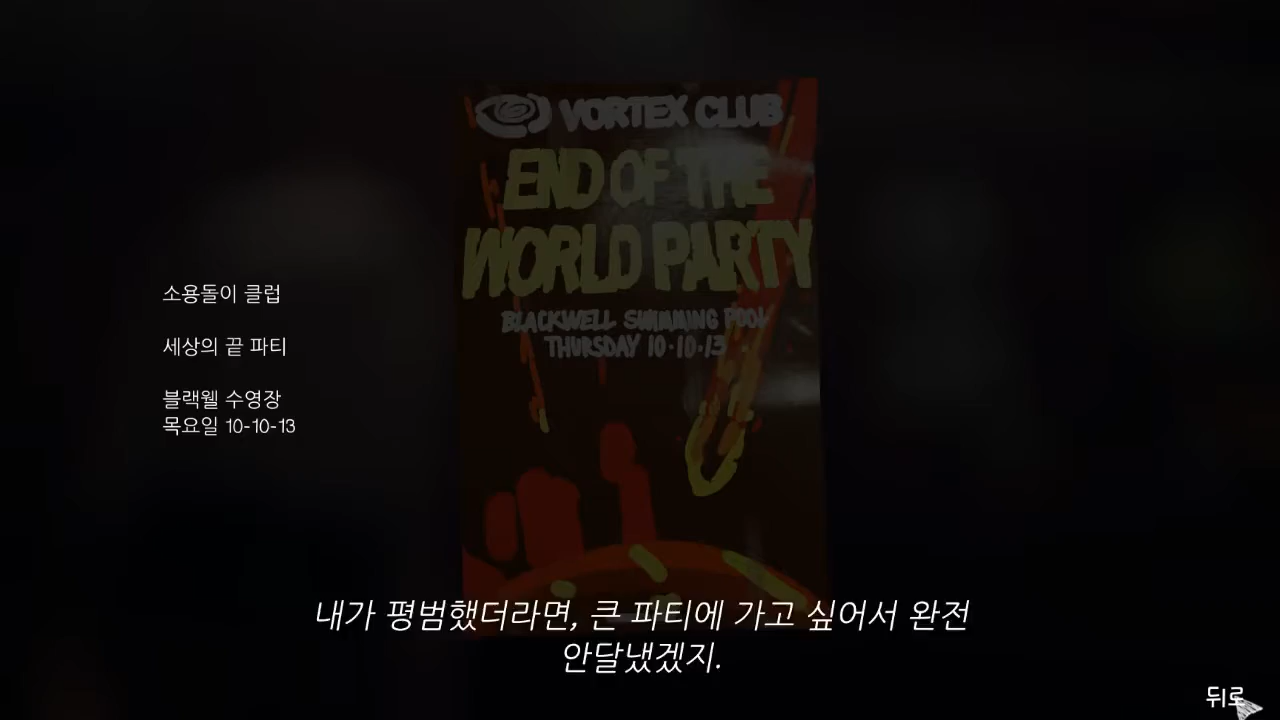 VORTEX CLUB
END OF THE
WORLD PARTY
BLACKWELL SWIMMING POOL
THURSDAY 10·10·13
소용돌이 클럽
세상의 끝 파티
블랙웰 수영장
목요일 10-10-13
내가 평범했더라면, 큰 파티에 가고 싶어서 완전
안달냈겠지.
뒤로